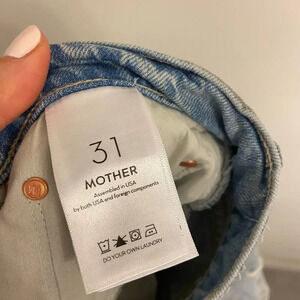 31
MOTHER
Assembled in USA
by both USA and foreign components
DO YOUR OWN LAUNDRY